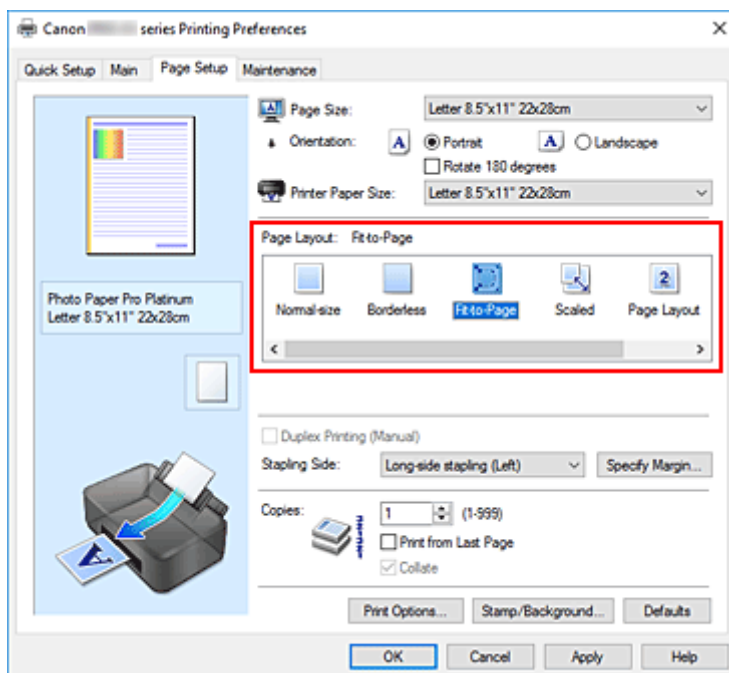 Canon series Printing Preferences
Quick Setup Main Page Setup Maintenance
Page Size: Letter 8.5"x11" 22x28cm
Orientation: A Portrait A Landscape
Rotate 180 degrees
Printer Paper Size: Letter 8.5"x11" 22x28cm
Page Layout: Fit-to-Page
Normal-size Borderless Fit-to-Page Scaled Page Layout
Photo Paper Pro Platinum
Letter 8.5"x11" 22x28cm
Duplex Printing (Manual)
Stapling Side: Long-side stapling (Left) Specify Margin...
Copies: 1 (1-999)
Print from Last Page
Collate
Print Options... Stamp/Background... Defaults
OK Cancel Apply Help